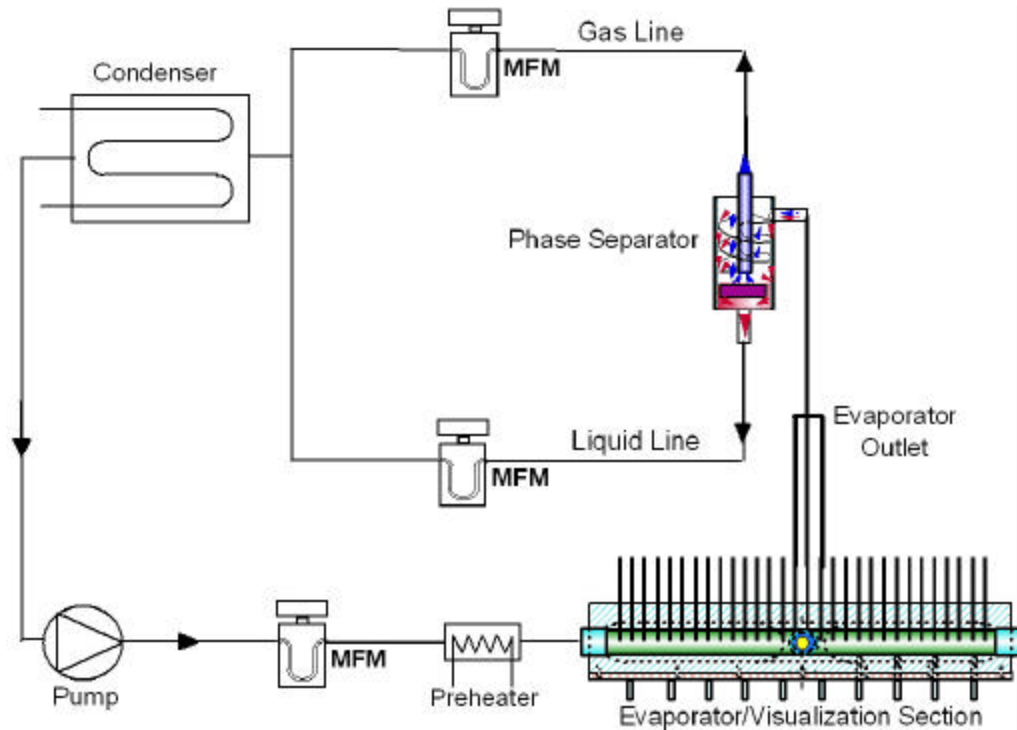 Gas Line
MFM
Condenser
Phase Separator
Evaporator
Outlet
Liquid Line
MFM
MFM
Pump
Preheater
Evaporator/Visualization Section